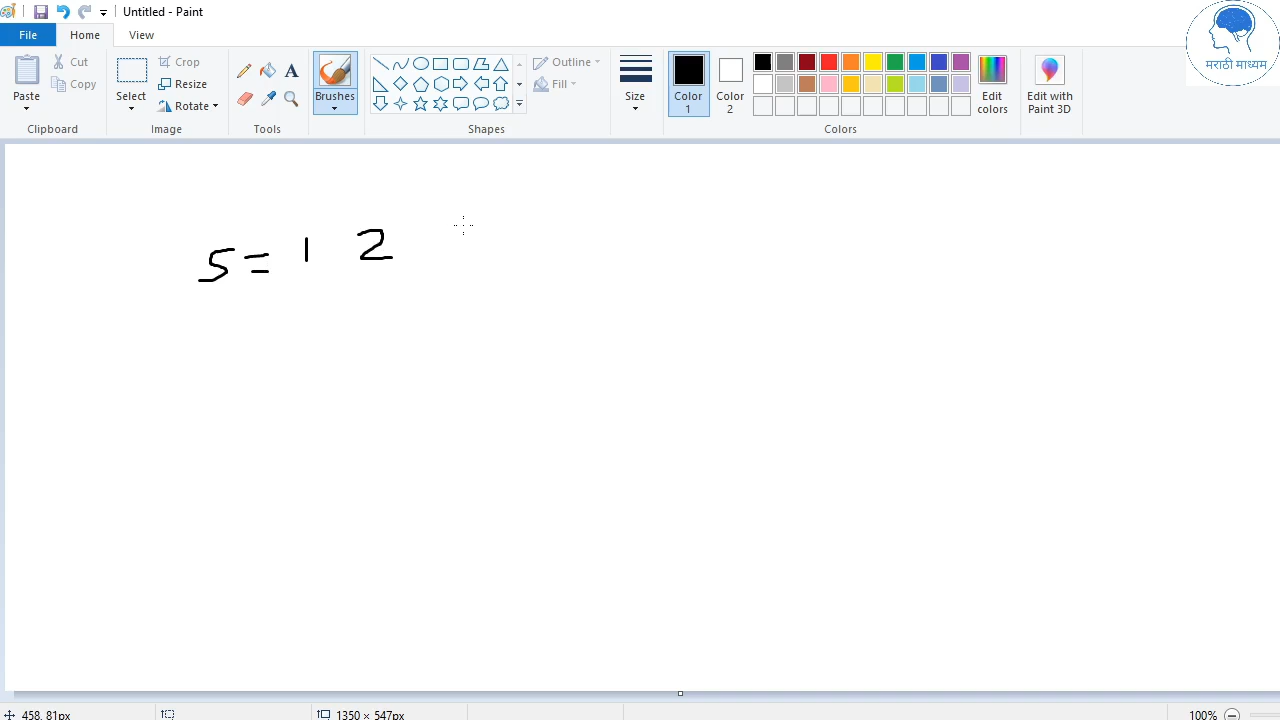 Untitled - Paint
मराठी माध्यम
File Home View
Paste Cut Copy Clipboard
Select Crop Resize Rotate Image
Tools
Brushes
Shapes
Outline Fill
Size
Color 1 Color 2
Edit colors Colors
Edit with Paint 3D
5 = 1 2
458, 81px 1350 × 547px 100%